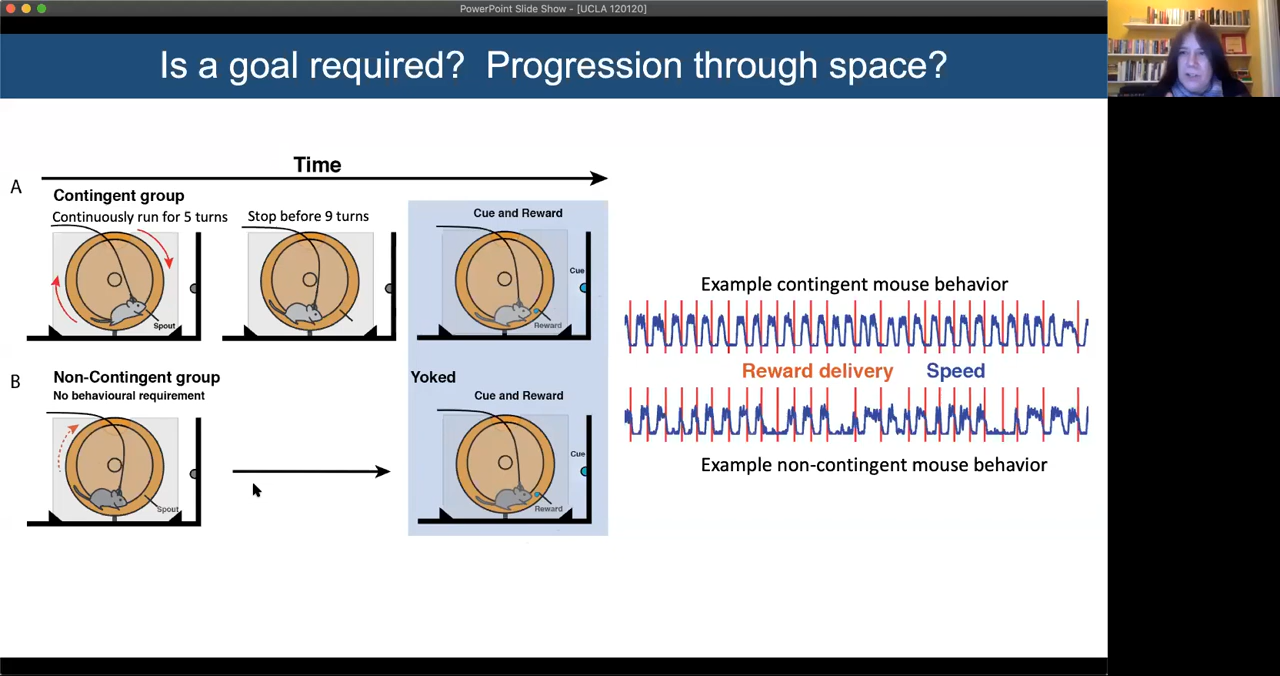 PowerPoint Slide Show - [UCLA 120120]
Is a goal required? Progression through space?
Time
A
Contingent group
Continuously run for 5 turns
Stop before 9 turns
Cue and Reward
Cue
Spout
Reward
B
Non-Contingent group
No behavioural requirement
Yoked
Cue and Reward
Cue
Spout
Reward
Example contingent mouse behavior
Reward delivery Speed
Example non-contingent mouse behavior